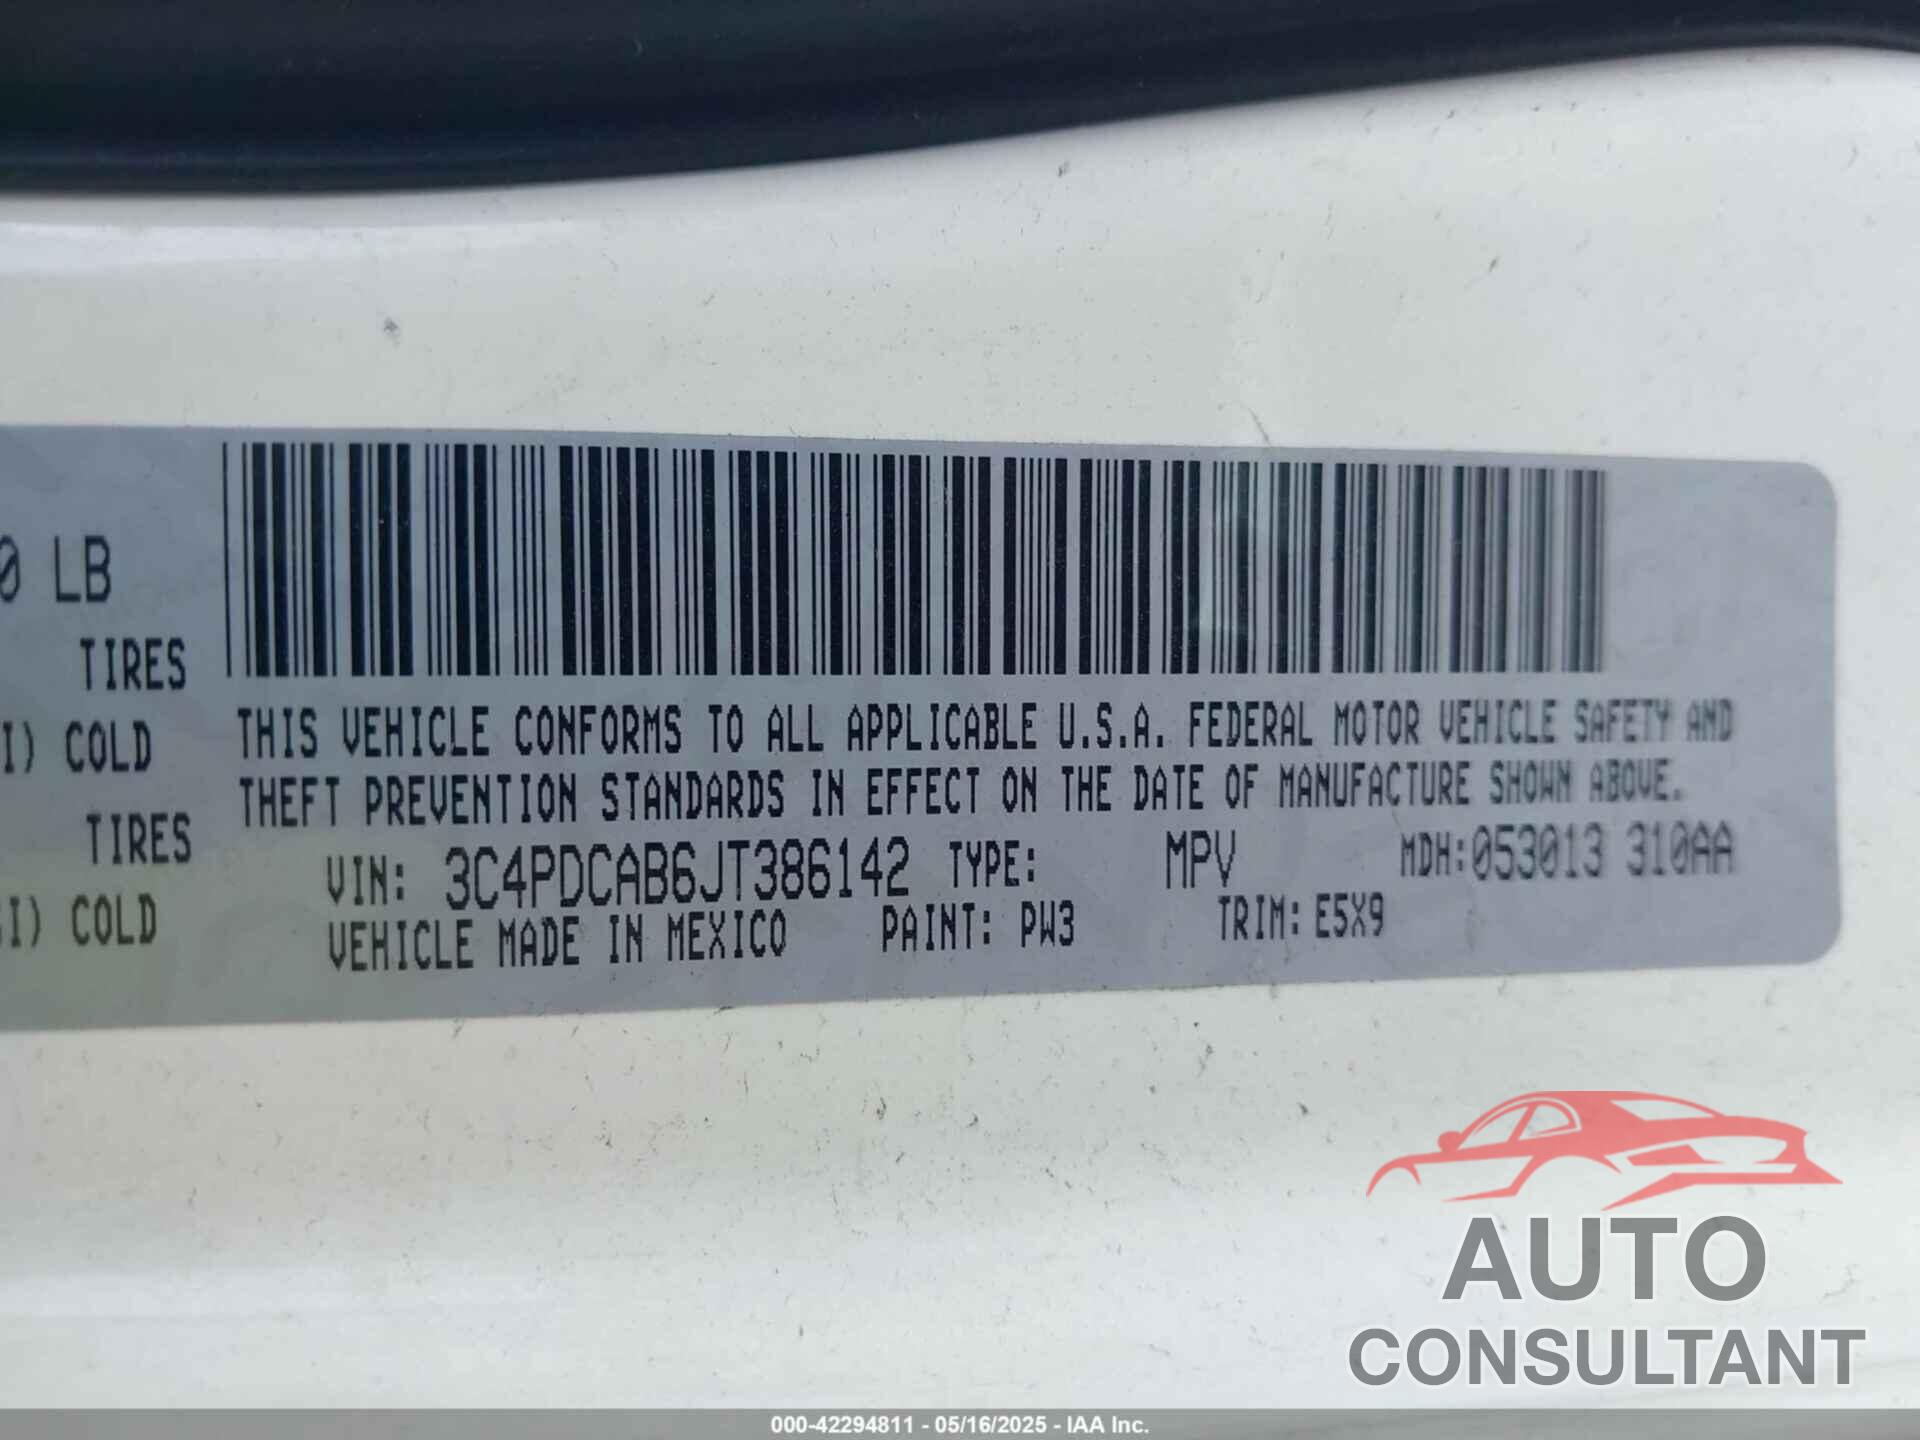 0 LB
TIRES
I) COLD
TIRES
SI) COLD
THIS VEHICLE CONFORMS TO ALL APPLICABLE U.S.A. FEDERAL MOTOR VEHICLE SAFETY AND
THEFT PREVENTION STANDARDS IN EFFECT ON THE DATE OF MANUFACTURE SHOWN ABOVE.
VIN: 3C4PDCAB6JT386142 TYPE: MPV MDH:053013 310AA
VEHICLE MADE IN MEXICO PAINT: PW3 TRIM: E5X9
AUTO
CONSULTANT
000-42294811 - 05/16/2025 - IAA Inc.